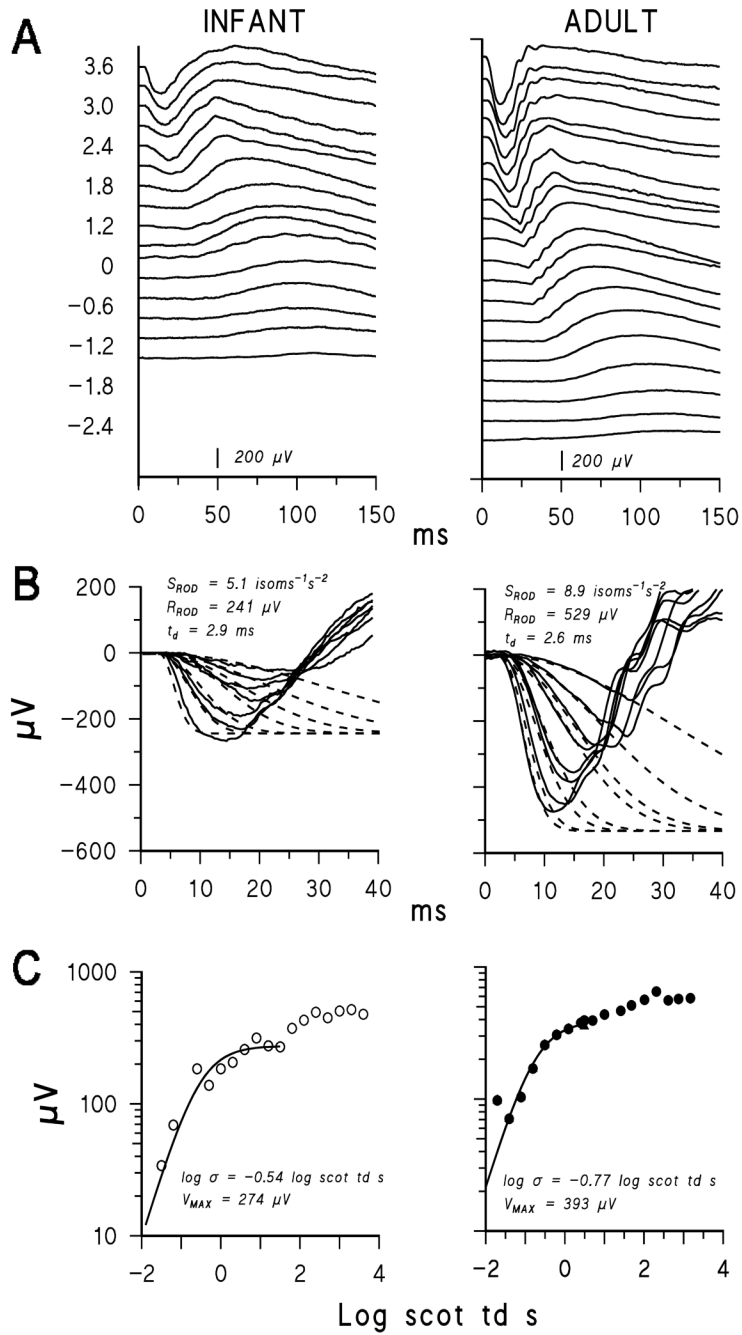 INFANT ADULT
A
3.6
3.0
2.4
1.8
1.2
0
−0.6
−1.2
−1.8
−2.4
200 µV 200 µV
0 50 100 150 0 50 100 150
ms
B
S_ROD = 5.1 isoms⁻¹s⁻² S_ROD = 8.9 isoms⁻¹s⁻²
R_ROD = 241 µV R_ROD = 529 µV
t_d = 2.9 ms t_d = 2.6 ms
200
0
−200
−400
−600
µV
0 10 20 30 40 0 10 20 30 40
ms
C
1000
100
10
µV
log σ = −0.54 log scot td s log σ = −0.77 log scot td s
V_MAX = 274 µV V_MAX = 393 µV
−2 0 2 4 −2 0 2 4
Log scot td s